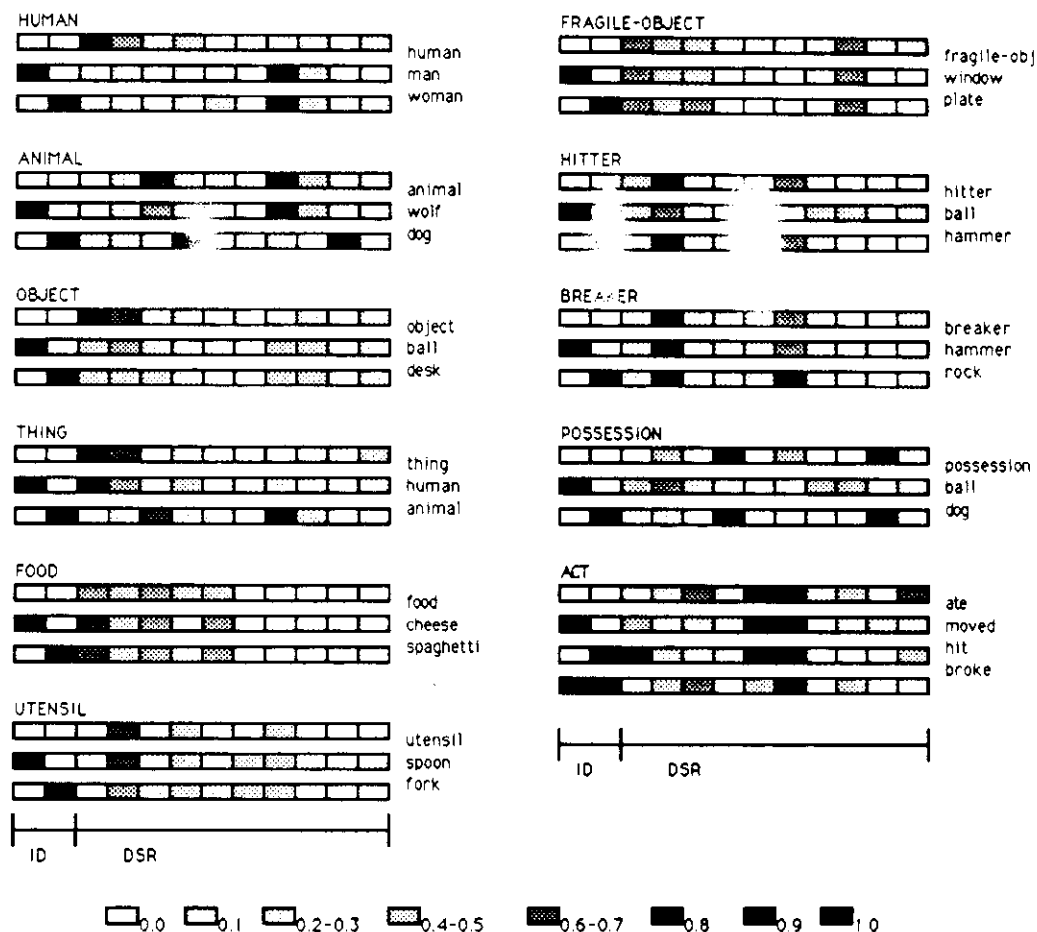 HUMAN
human
man
woman
ANIMAL
animal
wolf
dog
OBJECT
object
ball
desk
THING
thing
human
animal
FOOD
food
cheese
spaghetti
UTENSIL
utensil
spoon
fork
ID DSR
FRAGILE-OBJECT
fragile-obj
window
plate
HITTER
hitter
ball
hammer
BREAKER
breaker
hammer
rock
POSSESSION
possession
ball
dog
ACT
ate
moved
hit
broke
ID DSR
0.0 0.1 0.2-0.3 0.4-0.5 0.6-0.7 0.8 0.9 1.0